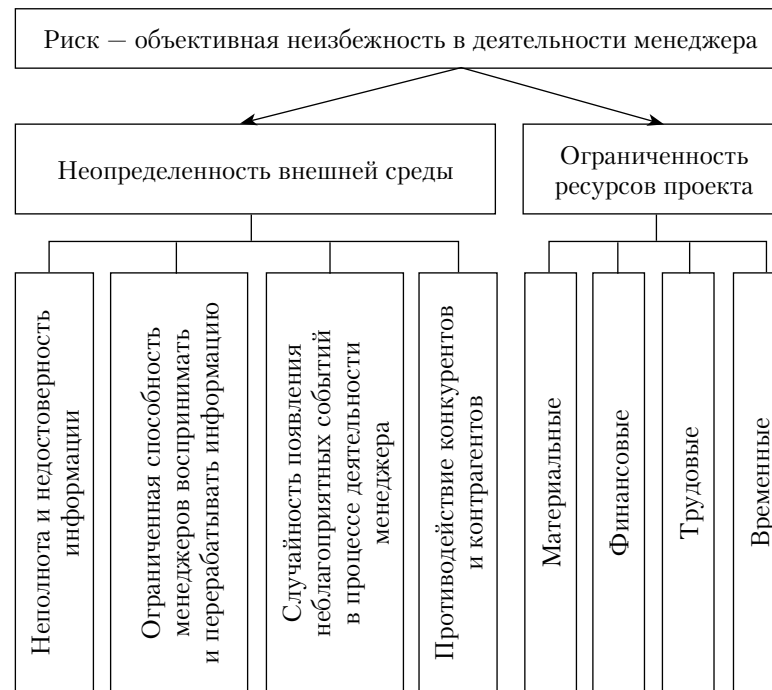 Риск — объективная неизбежность в деятельности менеджера
Неопределенность внешней среды
Ограниченность
ресурсов проекта
Неполнота и недостоверность
информации
Ограниченная способность
менеджеров воспринимать
и перерабатывать информацию
Случайность появления
неблагоприятных событий
в процессе деятельности
менеджера
Противодействие конкурентов
и контрагентов
Материальные
Финансовые
Трудовые
Временные